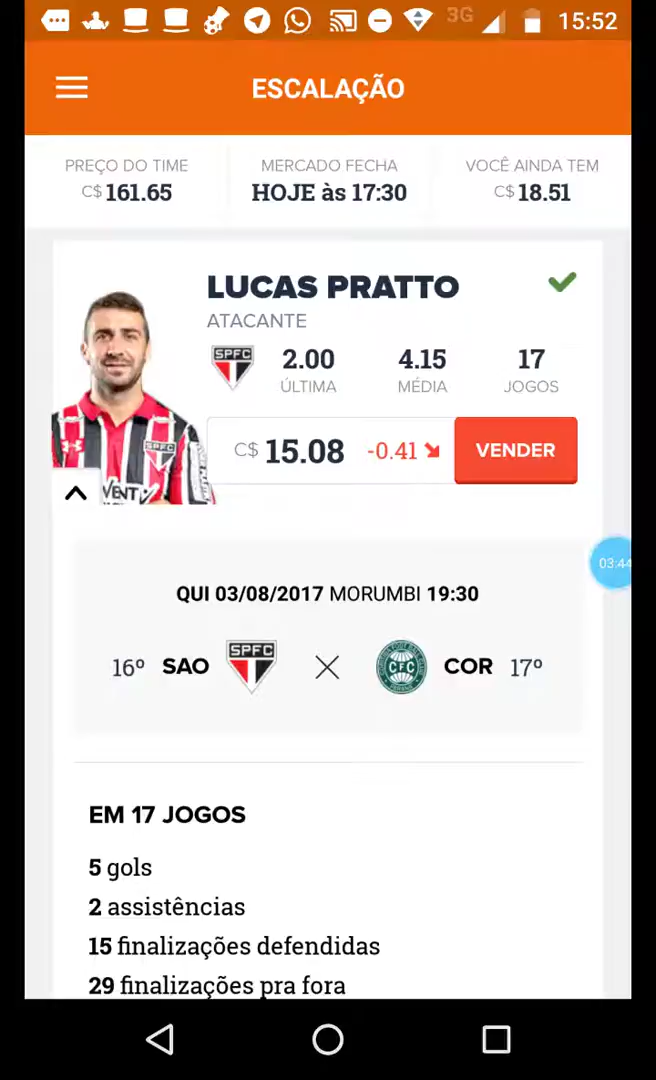 3G 15:52
ESCALAÇÃO
PREÇO DO TIME MERCADO FECHA VOCÊ AINDA TEM
C$ 161.65 HOJE às 17:30 C$ 18.51
LUCAS PRATTO
ATACANTE
SPFC 2.00 4.15 17
ÚLTIMA MÉDIA JOGOS
C$ 15.08 -0.41 VENDER
SPFC
VENT
03:44
QUI 03/08/2017 MORUMBI 19:30
16º SAO SPFC CFC COR 17º
EM 17 JOGOS
5 gols
2 assistências
15 finalizações defendidas
29 finalizações pra fora